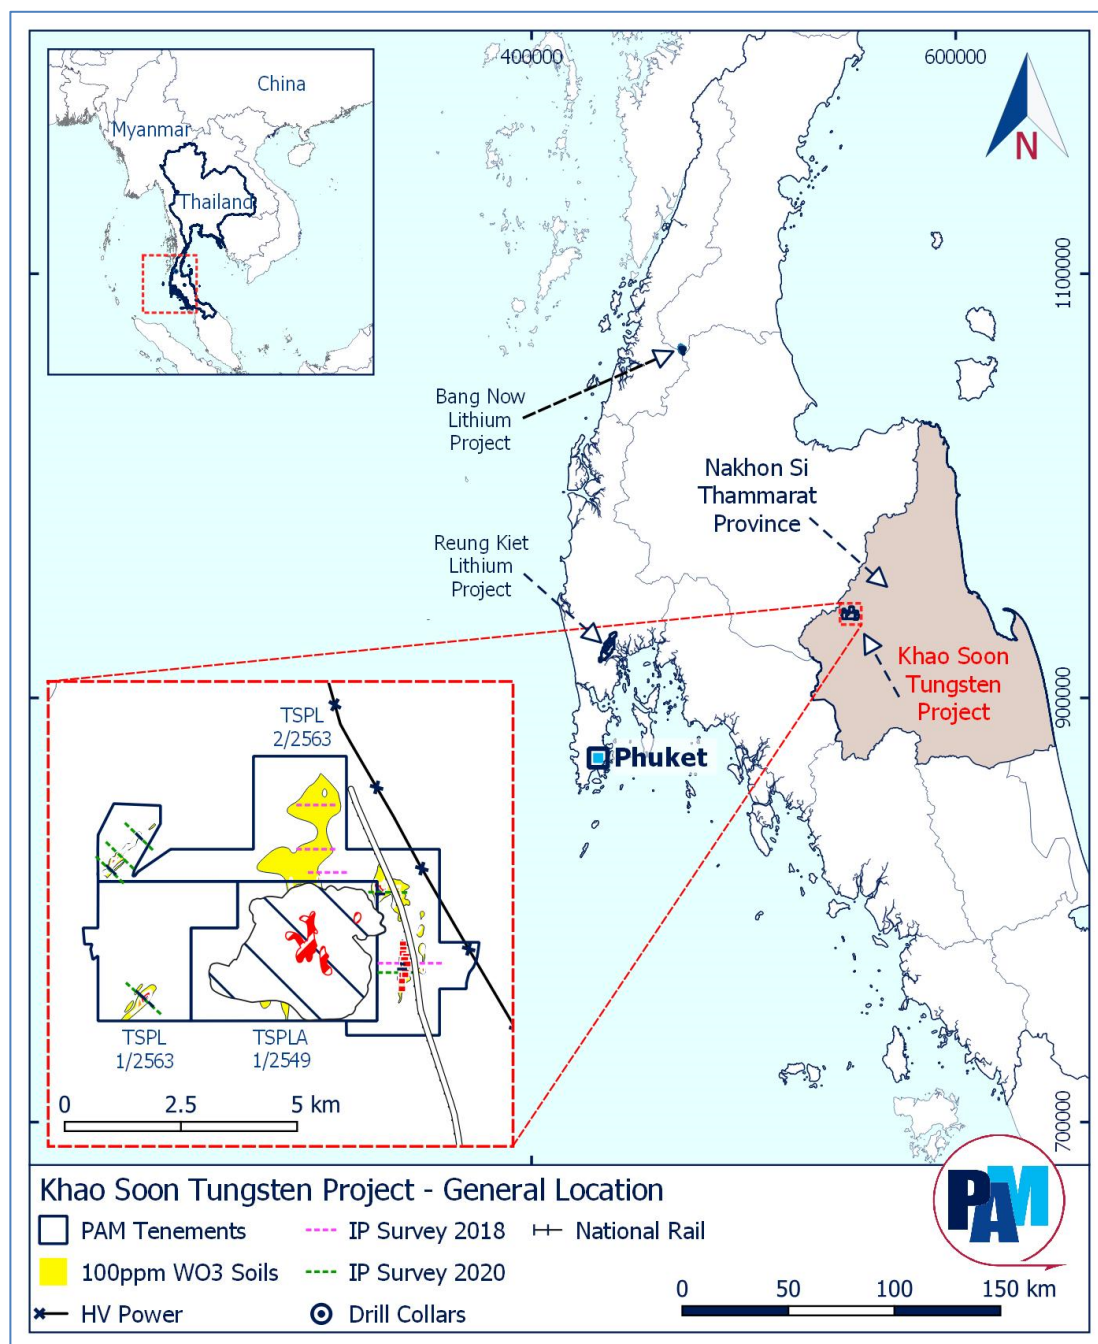 400000
600000
China
Myanmar
Thailand
N
1100000
Bang Now
Lithium
Project
Nakhon Si
Thammarat
Province
Reung Kiet
Lithium
Project
Khao Soon
Tungsten
Project
900000
Phuket
TSPL
2/2563
TSPL
1/2563
TSPLA
1/2549
0 2.5 5 km
700000
Khao Soon Tungsten Project - General Location
PAM Tenements
IP Survey 2018
National Rail
100ppm WO3 Soils
IP Survey 2020
HV Power
Drill Collars
PAM
0 50 100 150 km